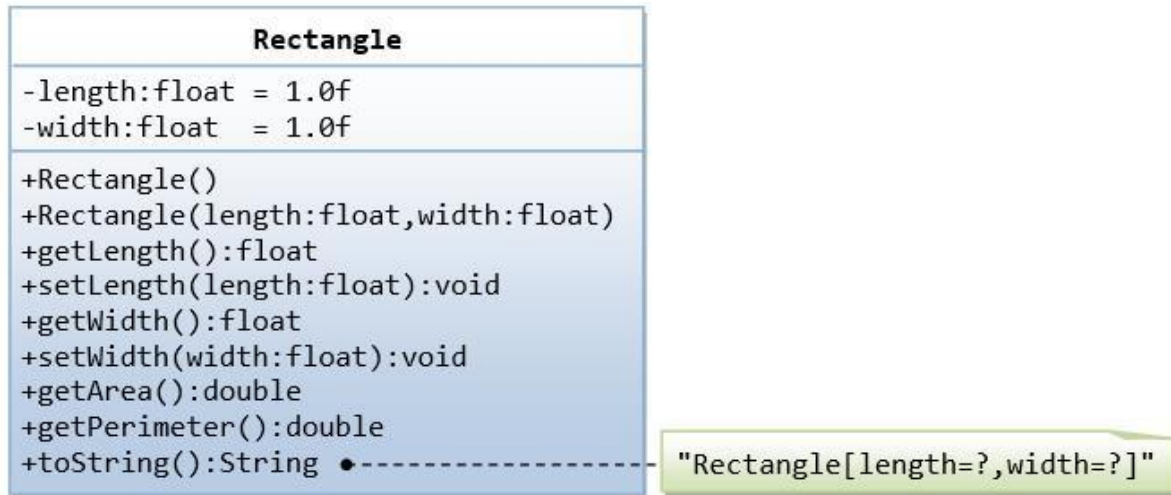 Rectangle
-length:float = 1.0f
-width:float  = 1.0f
+Rectangle()
+Rectangle(length:float,width:float)
+getLength():float
+setLength(length:float):void
+getWidth():float
+setWidth(width:float):void
+getArea():double
+getPerimeter():double
+toString():String
"Rectangle[length=?,width=?]"